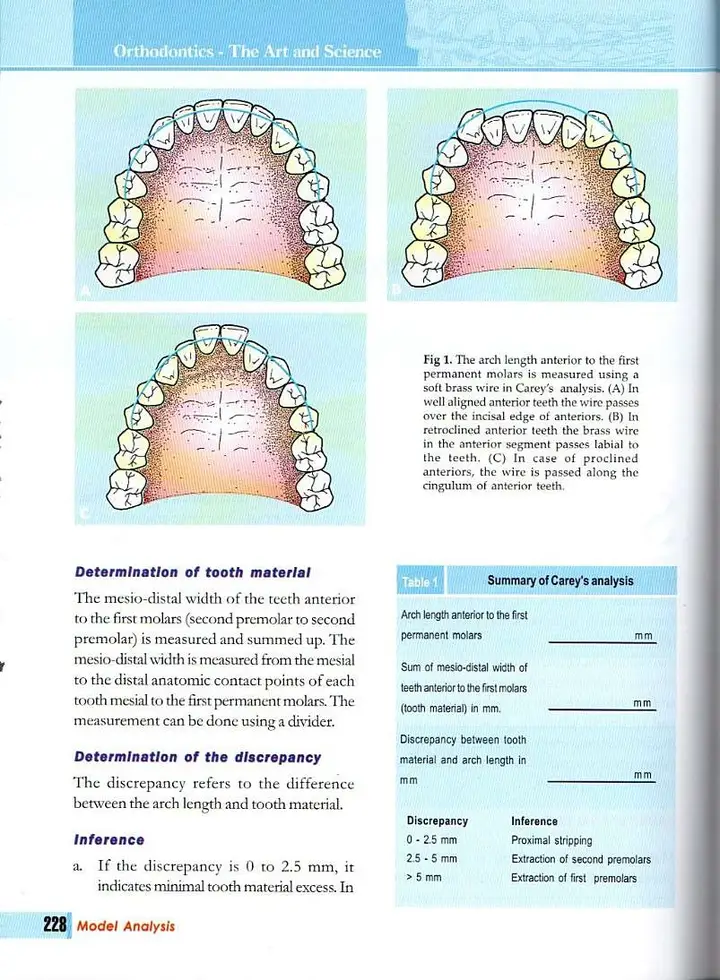 Orthodontics - The Art and Science
A
B
C
Fig 1. The arch length anterior to the first
permanent molars is measured using a
soft brass wire in Carey's analysis. (A) In
well aligned anterior teeth the wire passes
over the incisal edge of anteriors. (B) In
retroclined anterior teeth the brass wire
in the anterior segment passes labial to
the teeth. (C) In case of proclined
anteriors, the wire is passed along the
cingulum of anterior teeth.
Determination of tooth material
The mesio-distal width of the teeth anterior
to the first molars (second premolar to second
premolar) is measured and summed up. The
mesio-distal width is measured from the mesial
to the distal anatomic contact points of each
tooth mesial to the first permanent molars. The
measurement can be done using a divider.
Determination of the discrepancy
The discrepancy refers to the difference
between the arch length and tooth material.
Inference
a. If the discrepancy is 0 to 2.5 mm, it
indicates minimal tooth material excess. In
Table 1 Summary of Carey's analysis
Arch length anterior to the first
permanent molars mm
Sum of mesio-distal width of
teeth anterior to the first molars
(tooth material) in mm. mm
Discrepancy between tooth
material and arch length in
mm mm
Discrepancy Inference
0 - 2.5 mm Proximal stripping
2.5 - 5 mm Extraction of second premolars
> 5 mm Extraction of first premolars
228 Model Analysis